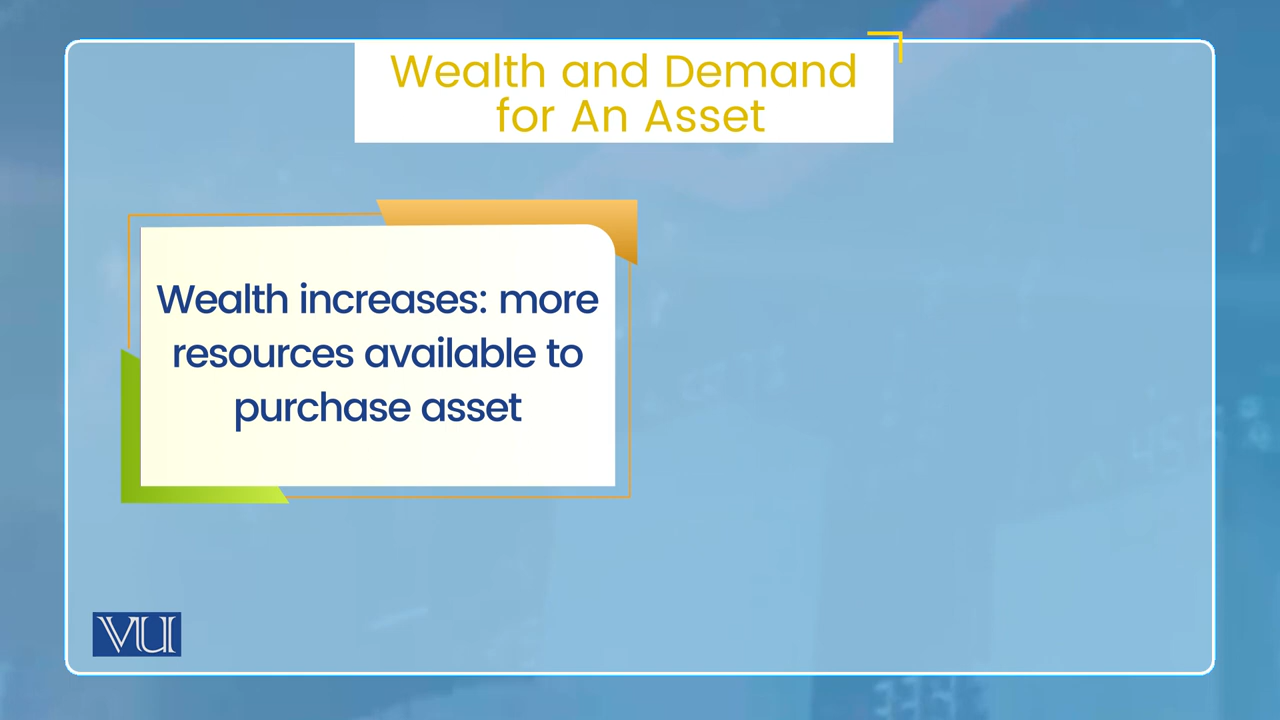 Wealth and Demand
for An Asset
Wealth increases: more
resources available to
purchase asset
VU